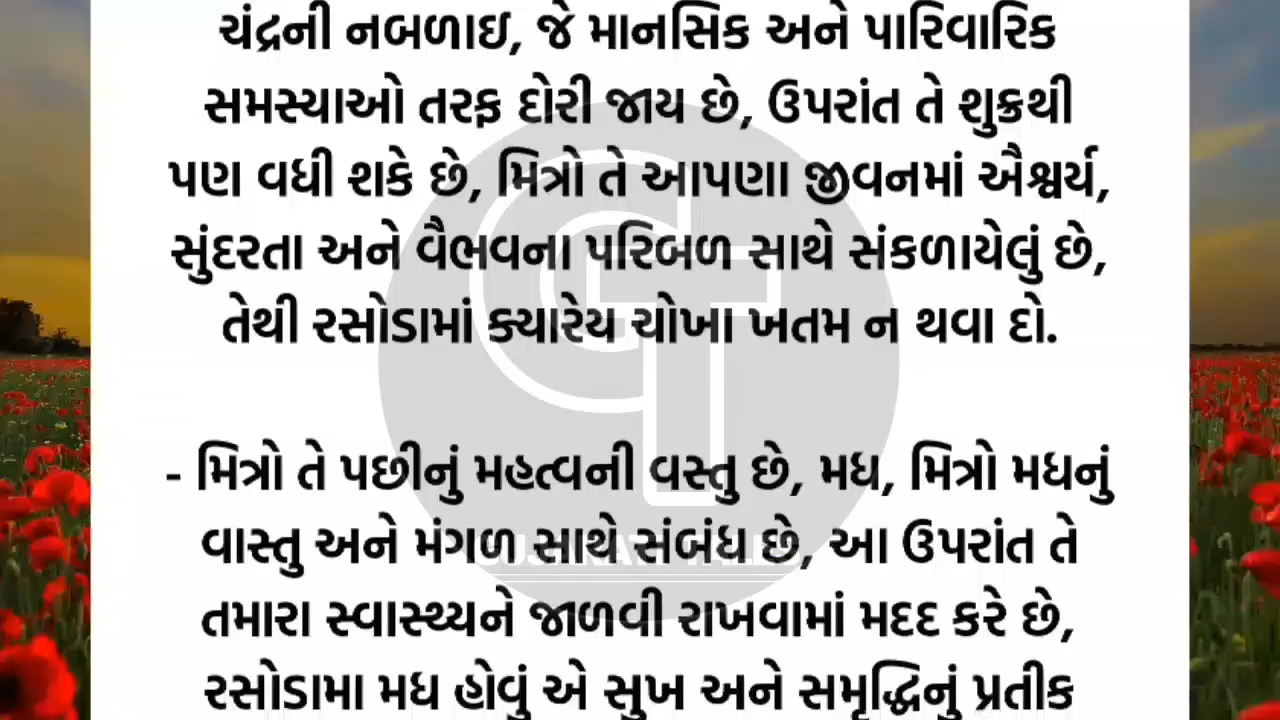 ચંદ્રની નબળાઇ, જે માનસિક અને પારિવારિક
સમસ્યાઓ તરફ દોરી જાય છે, ઉપરાંત તે શુક્રથી
પણ વધી શકે છે, મિત્રો તે આપણા જીવનમાં ઐશ્વર્ય,
સુંદરતા અને વૈભવના પરિબળ સાથે સંકળાયેલું છે,
તેથી રસોડામાં ક્યારેય ચોખા ખતમ ન થવા દો.
- મિત્રો તે પછીનું મહત્વની વસ્તુ છે, મધ, મિત્રો મધનું
વાસ્તુ અને મંગળ સાથે સંબંધ છે, આ ઉપરાંત તે
તમારા સ્વાસ્થ્યને જાળવી રાખવામાં મદદ કરે છે,
રસોડામા મધ હોવું એ સુખ અને સમૃદ્ધિનું પ્રતીક